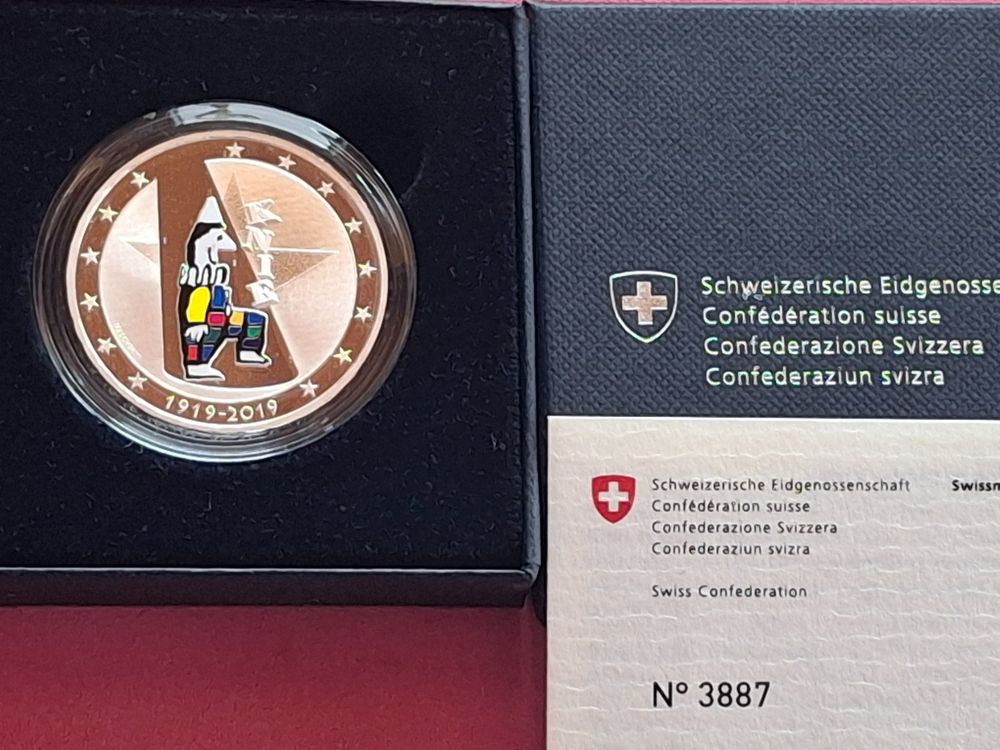 KNIE
1919-2019
Schweizerische Eidgenosse
Confédération suisse
Confederazione Svizzera
Confederaziun svizra
Schweizerische Eidgenossenschaft
Swissm
Confédération suisse
Confederazione Svizzera
Confederaziun svizra
Swiss Confederation
N° 3887